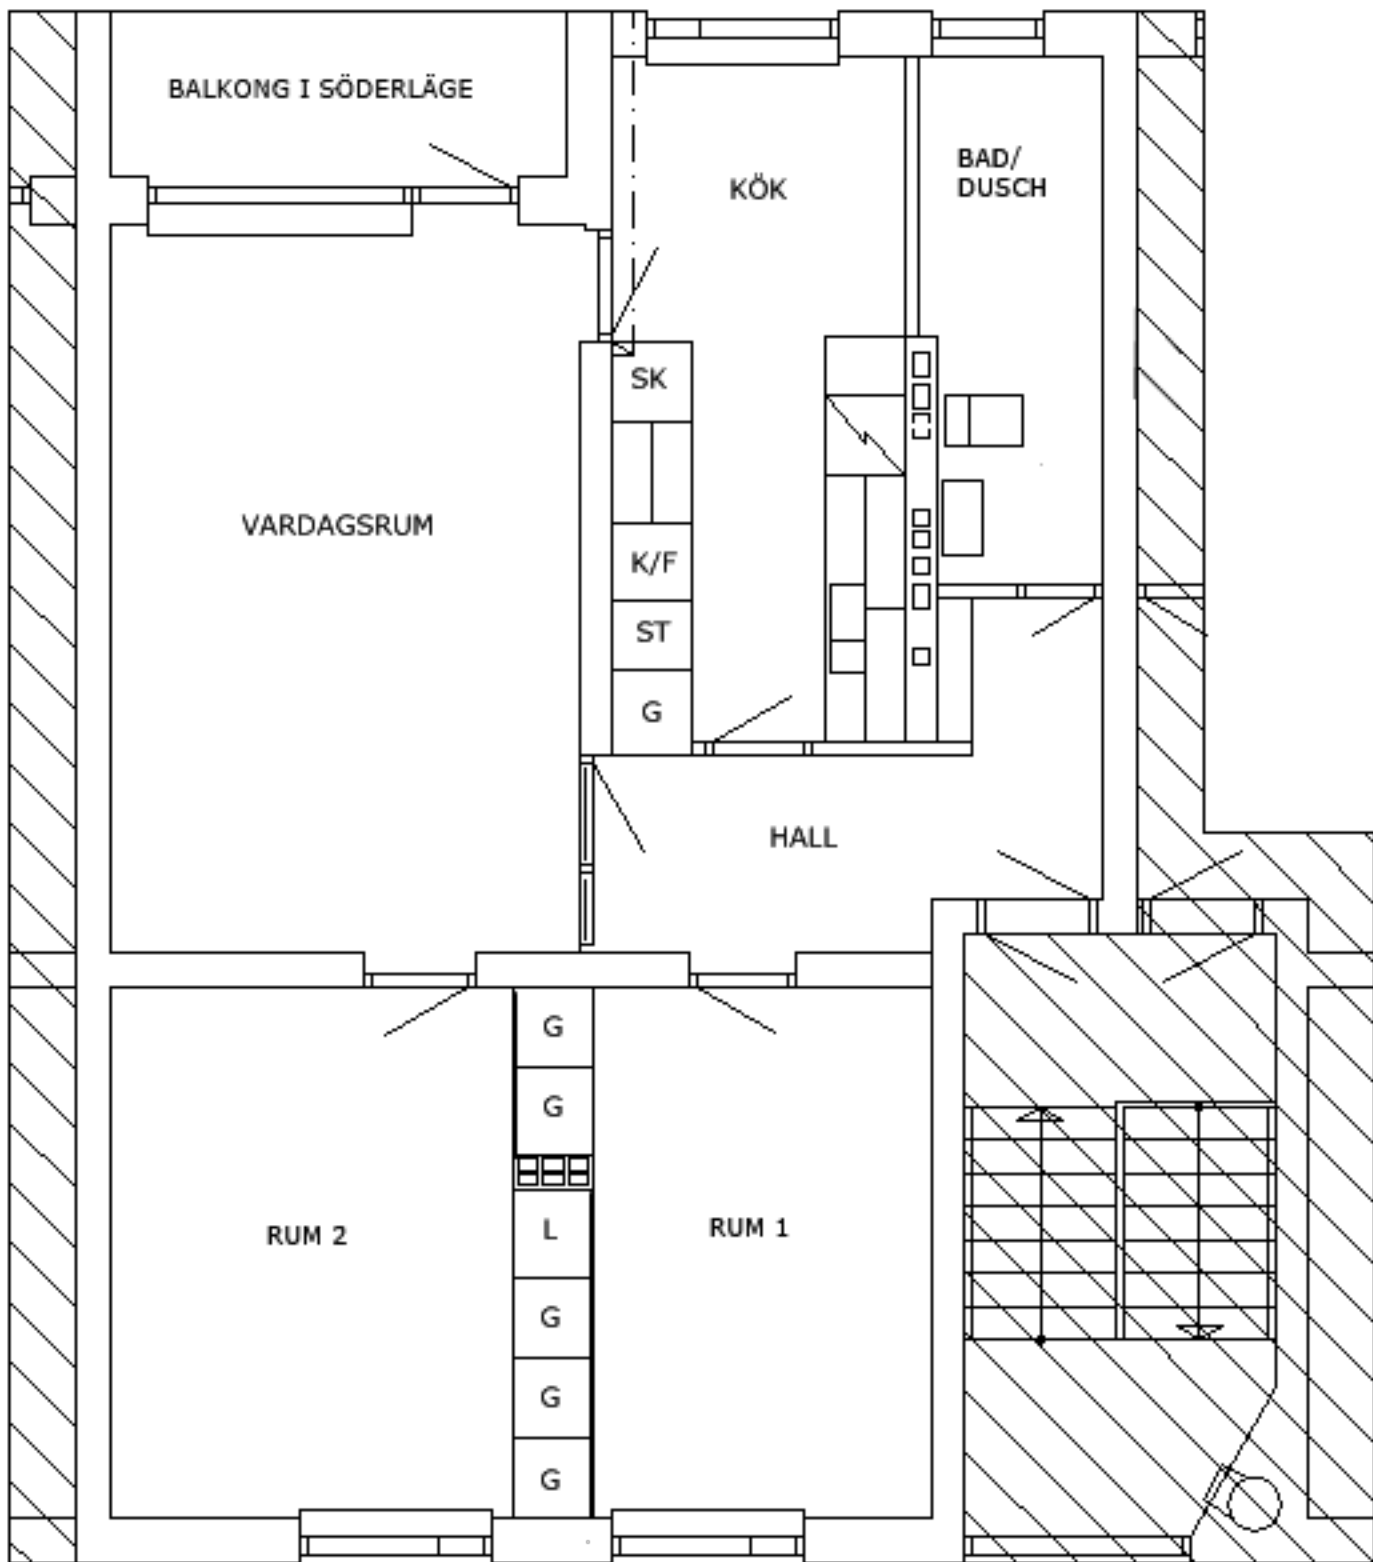 BALKONG I SÖDERLÄGE
KÖK
BAD/
DUSCH
SK
VARDAGSRUM
K/F
ST
G
HALL
G
G
L
RUM 2
RUM 1
G
G
G